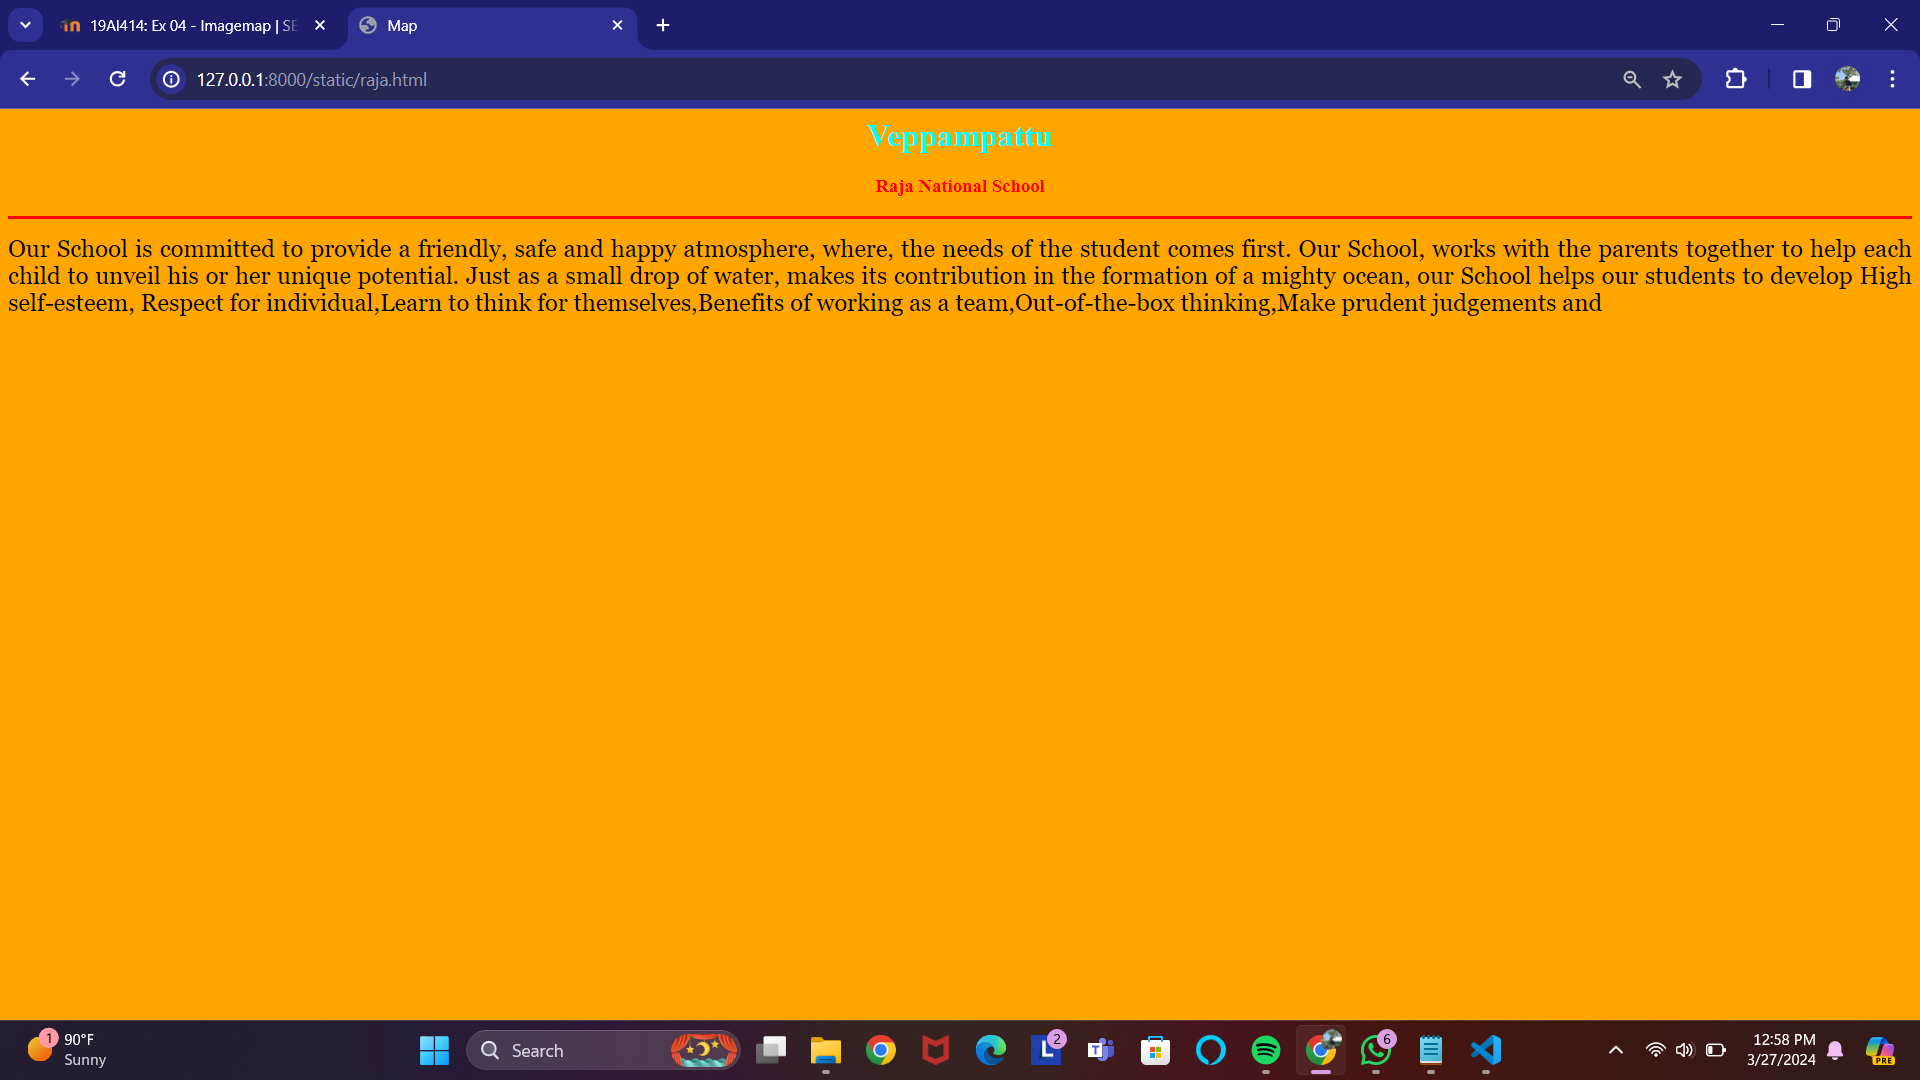 19AI414: Ex 04 - Imagemap | SE
Map
127.0.0.1:8000/static/raja.html
Veppampattu
Raja National School
Our School is committed to provide a friendly, safe and happy atmosphere, where, the needs of the student comes first. Our School, works with the parents together to help each
child to unveil his or her unique potential. Just as a small drop of water, makes its contribution in the formation of a mighty ocean, our School helps our students to develop High
self-esteem, Respect for individual,Learn to think for themselves,Benefits of working as a team,Out-of-the-box thinking,Make prudent judgements and
1
90°F
Sunny
Search
L
2
T
6
12:58 PM
3/27/2024
PRE